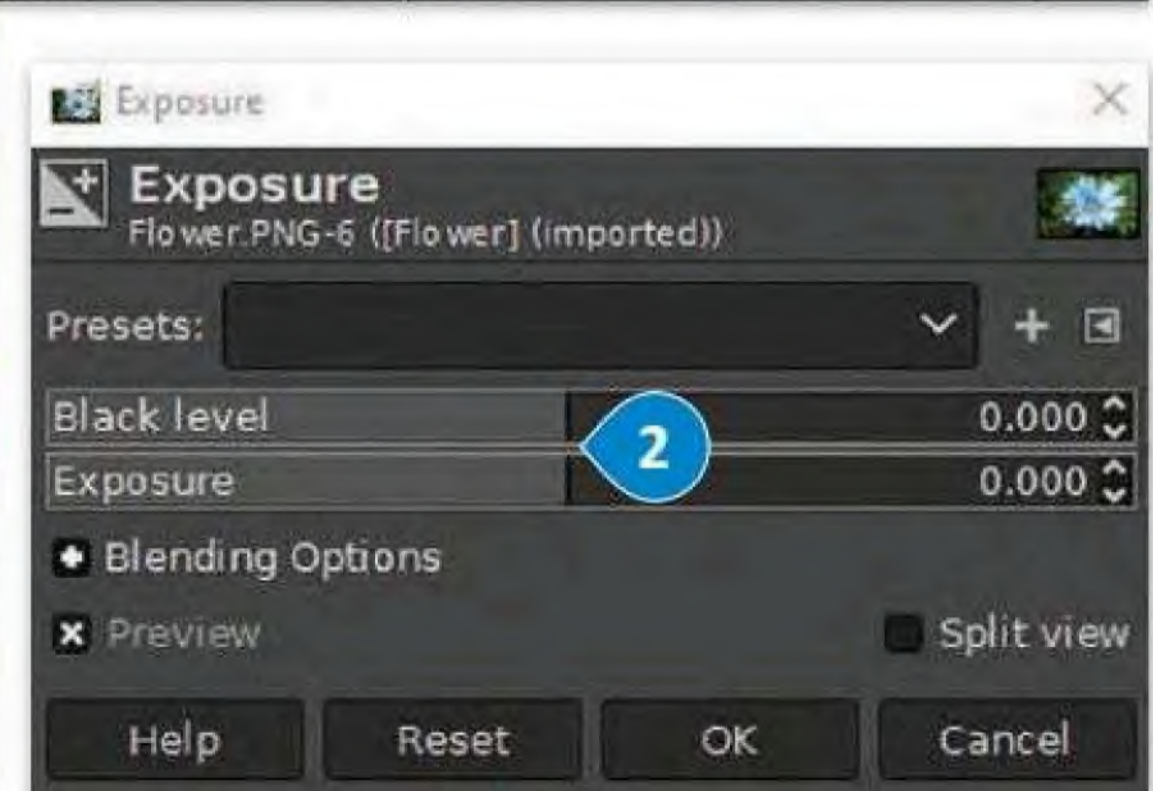 Exposure
Exposure
Flower.PNG-6 ([Flower] (imported))
Presets:
Black level 0.000
2
Exposure 0.000
Blending Options
Preview Split view
Help Reset OK Cancel